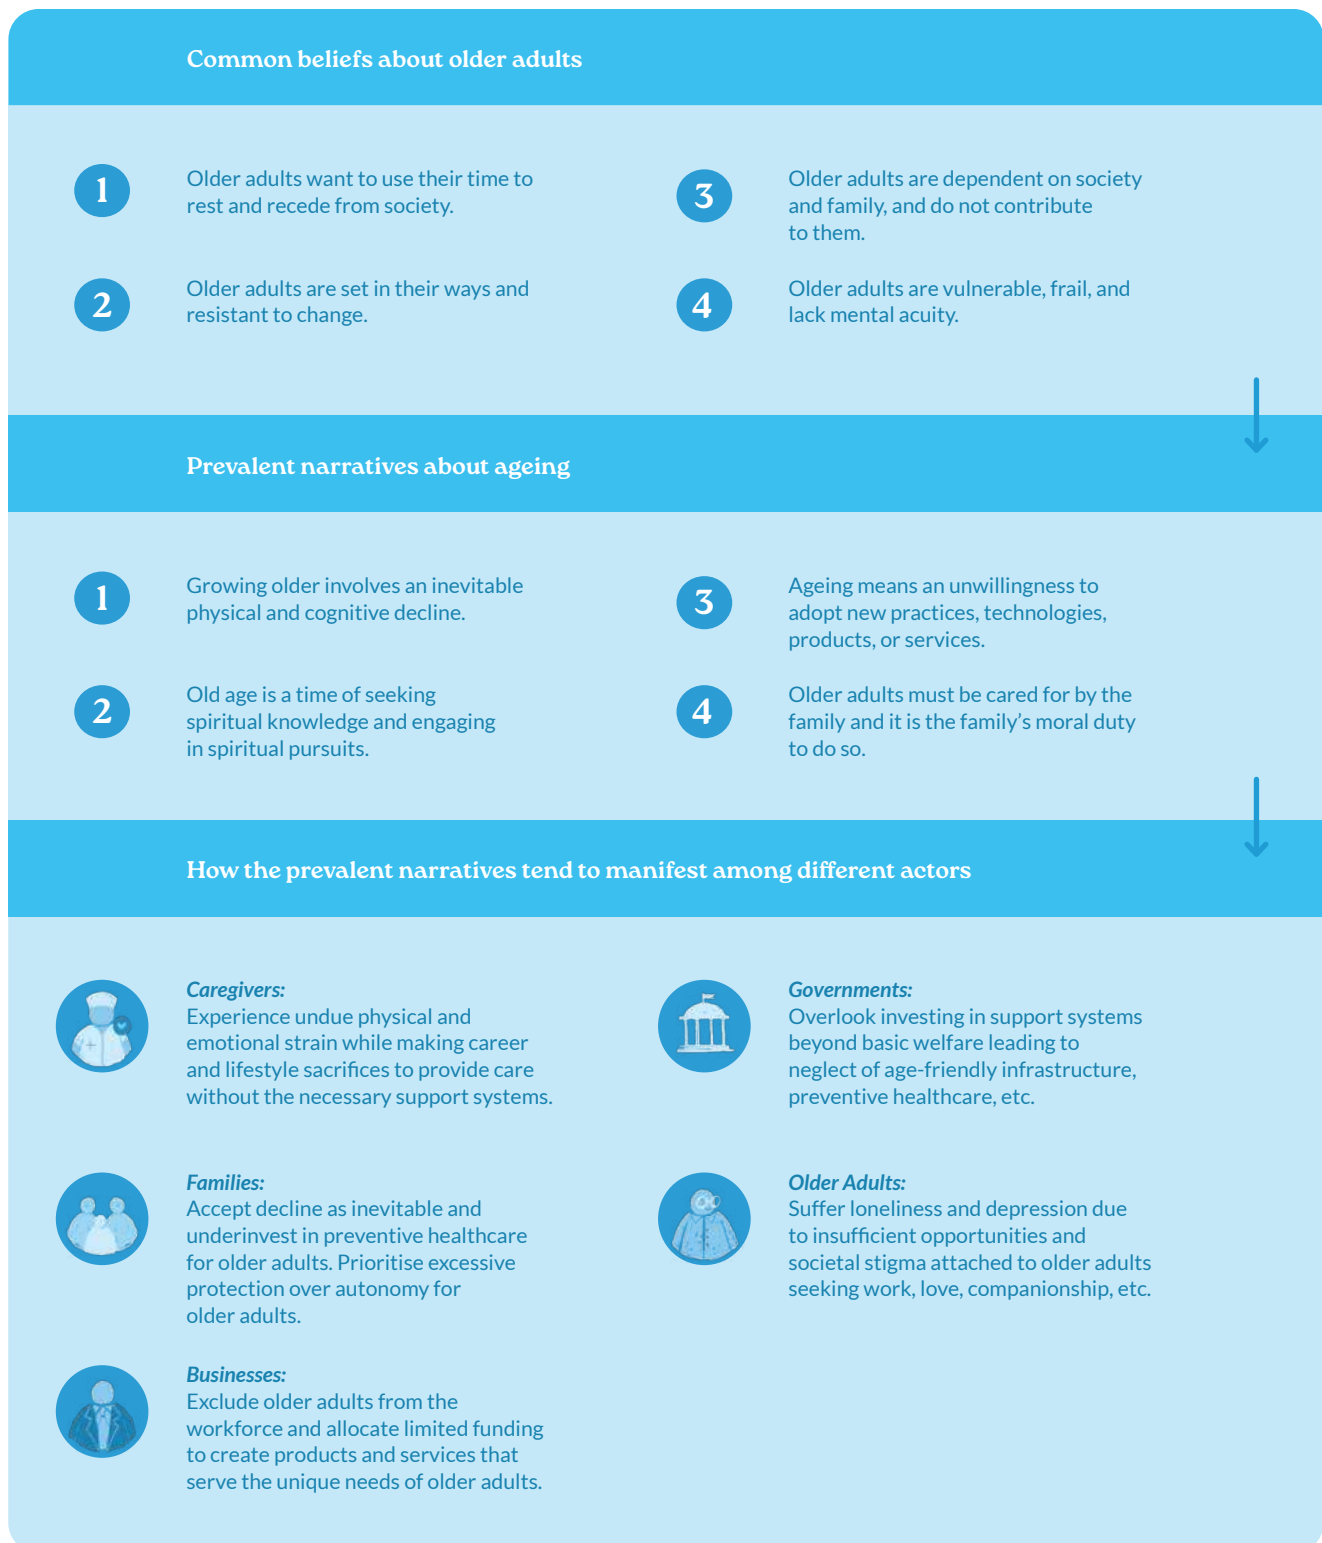 Common beliefs about older adults
1
Older adults want to use their time to
rest and recede from society.
2
Older adults are set in their ways and
resistant to change.
3
Older adults are dependent on society
and family, and do not contribute
to them.
4
Older adults are vulnerable, frail, and
lack mental acuity.
Prevalent narratives about ageing
1
Growing older involves an inevitable
physical and cognitive decline.
2
Old age is a time of seeking
spiritual knowledge and engaging
in spiritual pursuits.
3
Ageing means an unwillingness to
adopt new practices, technologies,
products, or services.
4
Older adults must be cared for by the
family and it is the family’s moral duty
to do so.
How the prevalent narratives tend to manifest among different actors
Caregivers:
Experience undue physical and
emotional strain while making career
and lifestyle sacrifices to provide care
without the necessary support systems.
Families:
Accept decline as inevitable and
underinvest in preventive healthcare
for older adults. Prioritise excessive
protection over autonomy for
older adults.
Businesses:
Exclude older adults from the
workforce and allocate limited funding
to create products and services that
serve the unique needs of older adults.
Governments:
Overlook investing in support systems
beyond basic welfare leading to
neglect of age-friendly infrastructure,
preventive healthcare, etc.
Older Adults:
Suffer loneliness and depression due
to insufficient opportunities and
societal stigma attached to older adults
seeking work, love, companionship, etc.